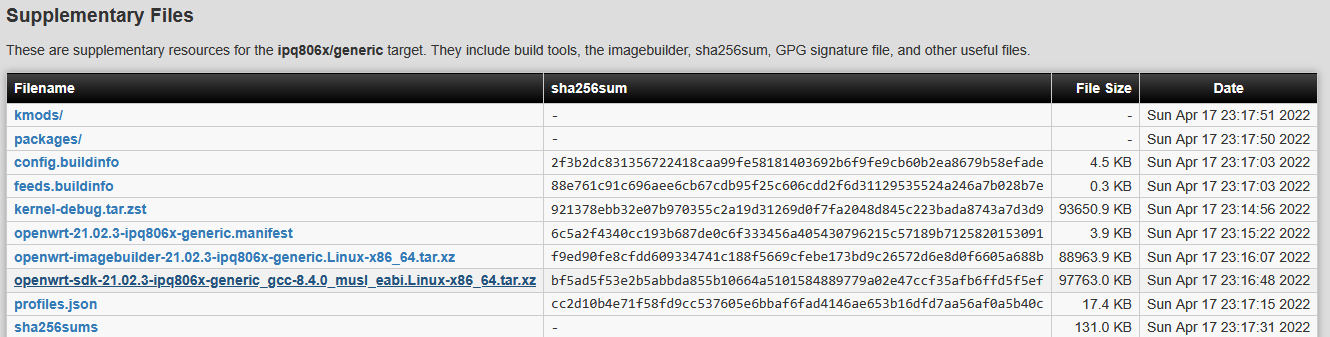 Supplementary Files
These are supplementary resources for the ipq806x/generic target. They include build tools, the imagebuilder, sha256sum, GPG signature file, and other useful files.
Filename sha256sum File Size Date
kmods/ - - Sun Apr 17 23:17:51 2022
packages/ - - Sun Apr 17 23:17:50 2022
config.buildinfo 2f3b2dc831356722418caa99fe58181403692b6f9fe9cb60b2ea8679b58efade 4.5 KB Sun Apr 17 23:17:03 2022
feeds.buildinfo 88e761c91c696aee6cb67cdb95f25c606cdd2f6d31129535524a246a7b028b7e 0.3 KB Sun Apr 17 23:17:03 2022
kernel-debug.tar.zst 921378ebb32e07b970355c2a19d31269d0f7fa2048d845c223bada8743a7d3d9 93650.9 KB Sun Apr 17 23:14:56 2022
openwrt-21.02.3-ipq806x-generic.manifest 6c5a2f4340cc193b687de0c6f333456a405430796215c57189b7125820153091 3.9 KB Sun Apr 17 23:15:22 2022
openwrt-imagebuilder-21.02.3-ipq806x-generic.Linux-x86_64.tar.xz f9ed90fe8cfdd609334741c188f5669cfebe173bd9c26572d6e8d0f6605a688b 88963.9 KB Sun Apr 17 23:16:07 2022
openwrt-sdk-21.02.3-ipq806x-generic_gcc-8.4.0_musl_eabi.Linux-x86_64.tar.xz bf5ad5f53e2b5abbda855b10664a5101584889779a02e47ccf35afb6ffd5f5ef 97763.0 KB Sun Apr 17 23:16:48 2022
profiles.json cc2d10b4e71f58fd9cc537605e6bbaf6fad4146ae653b16dfd7aa56af0a5b40c 17.4 KB Sun Apr 17 23:17:15 2022
sha256sums - 131.0 KB Sun Apr 17 23:17:31 2022